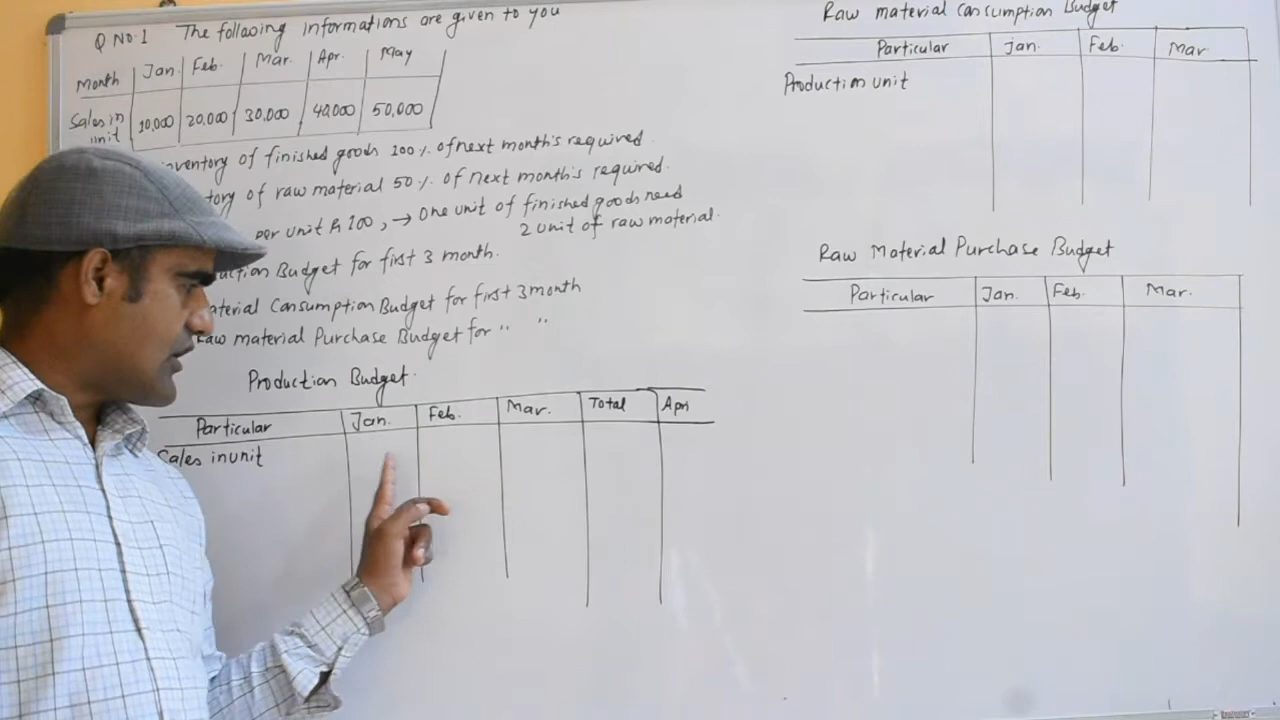 Q No.1 The following informations are given to you
Month Jan. Feb. Mar. Apr. May
Sales in unit 10,000 20,000 30,000 40,000 50,000
inventory of finished goods 100% of next month's required.
tory of raw material 50% of next month's required.
per unit Rs 100, → One unit of finished goods need
2 unit of raw material.
uction Budget for first 3 month.
aterial Consumption Budget for first 3 month
Raw material Purchase Budget for " "
Production Budget.
Particular Jan. Feb. Mar. Total Apri
Sales in unit
Raw material Consumption Budget
Particular Jan. Feb. Mar
Production unit
Raw Material Purchase Budget
Particular Jan. Feb. Mar.